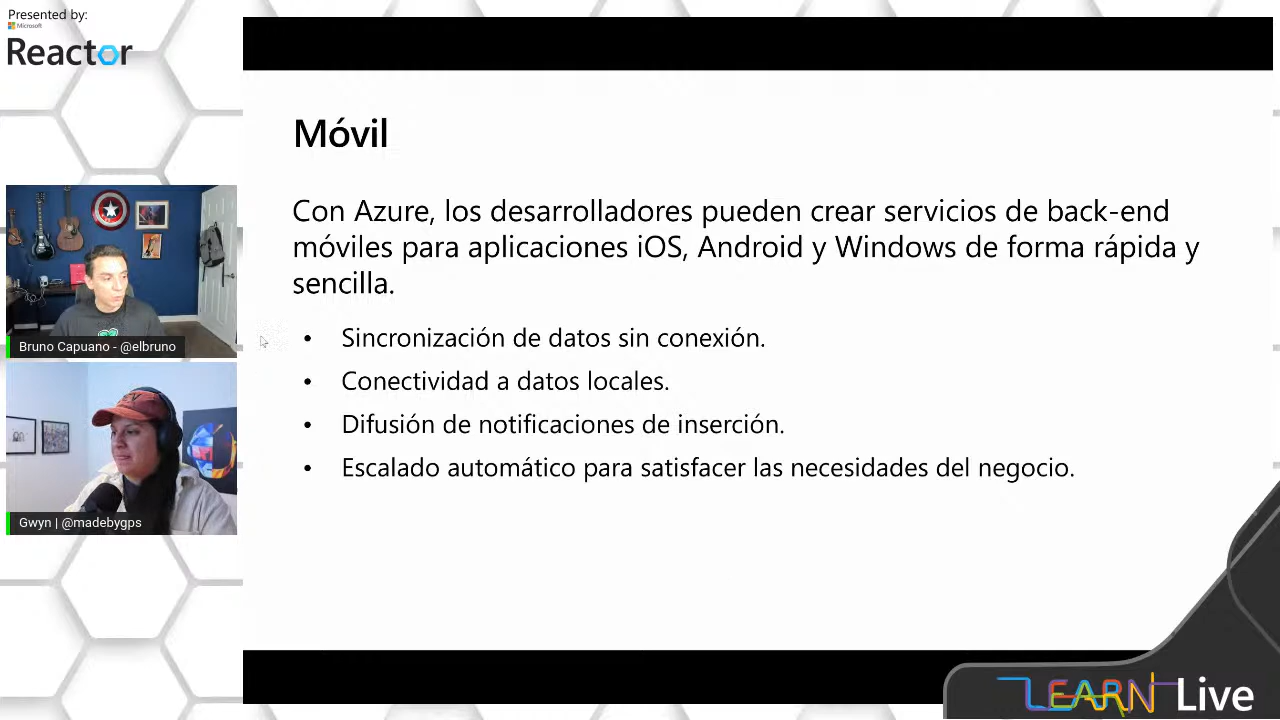 Presented by:
Microsoft
Reactor
Móvil
Con Azure, los desarrolladores pueden crear servicios de back-end
móviles para aplicaciones iOS, Android y Windows de forma rápida y
sencilla.
• Sincronización de datos sin conexión.
• Conectividad a datos locales.
• Difusión de notificaciones de inserción.
• Escalado automático para satisfacer las necesidades del negocio.
Bruno Capuano - @elbruno
Gwyn | @madebygps
LEARN Live